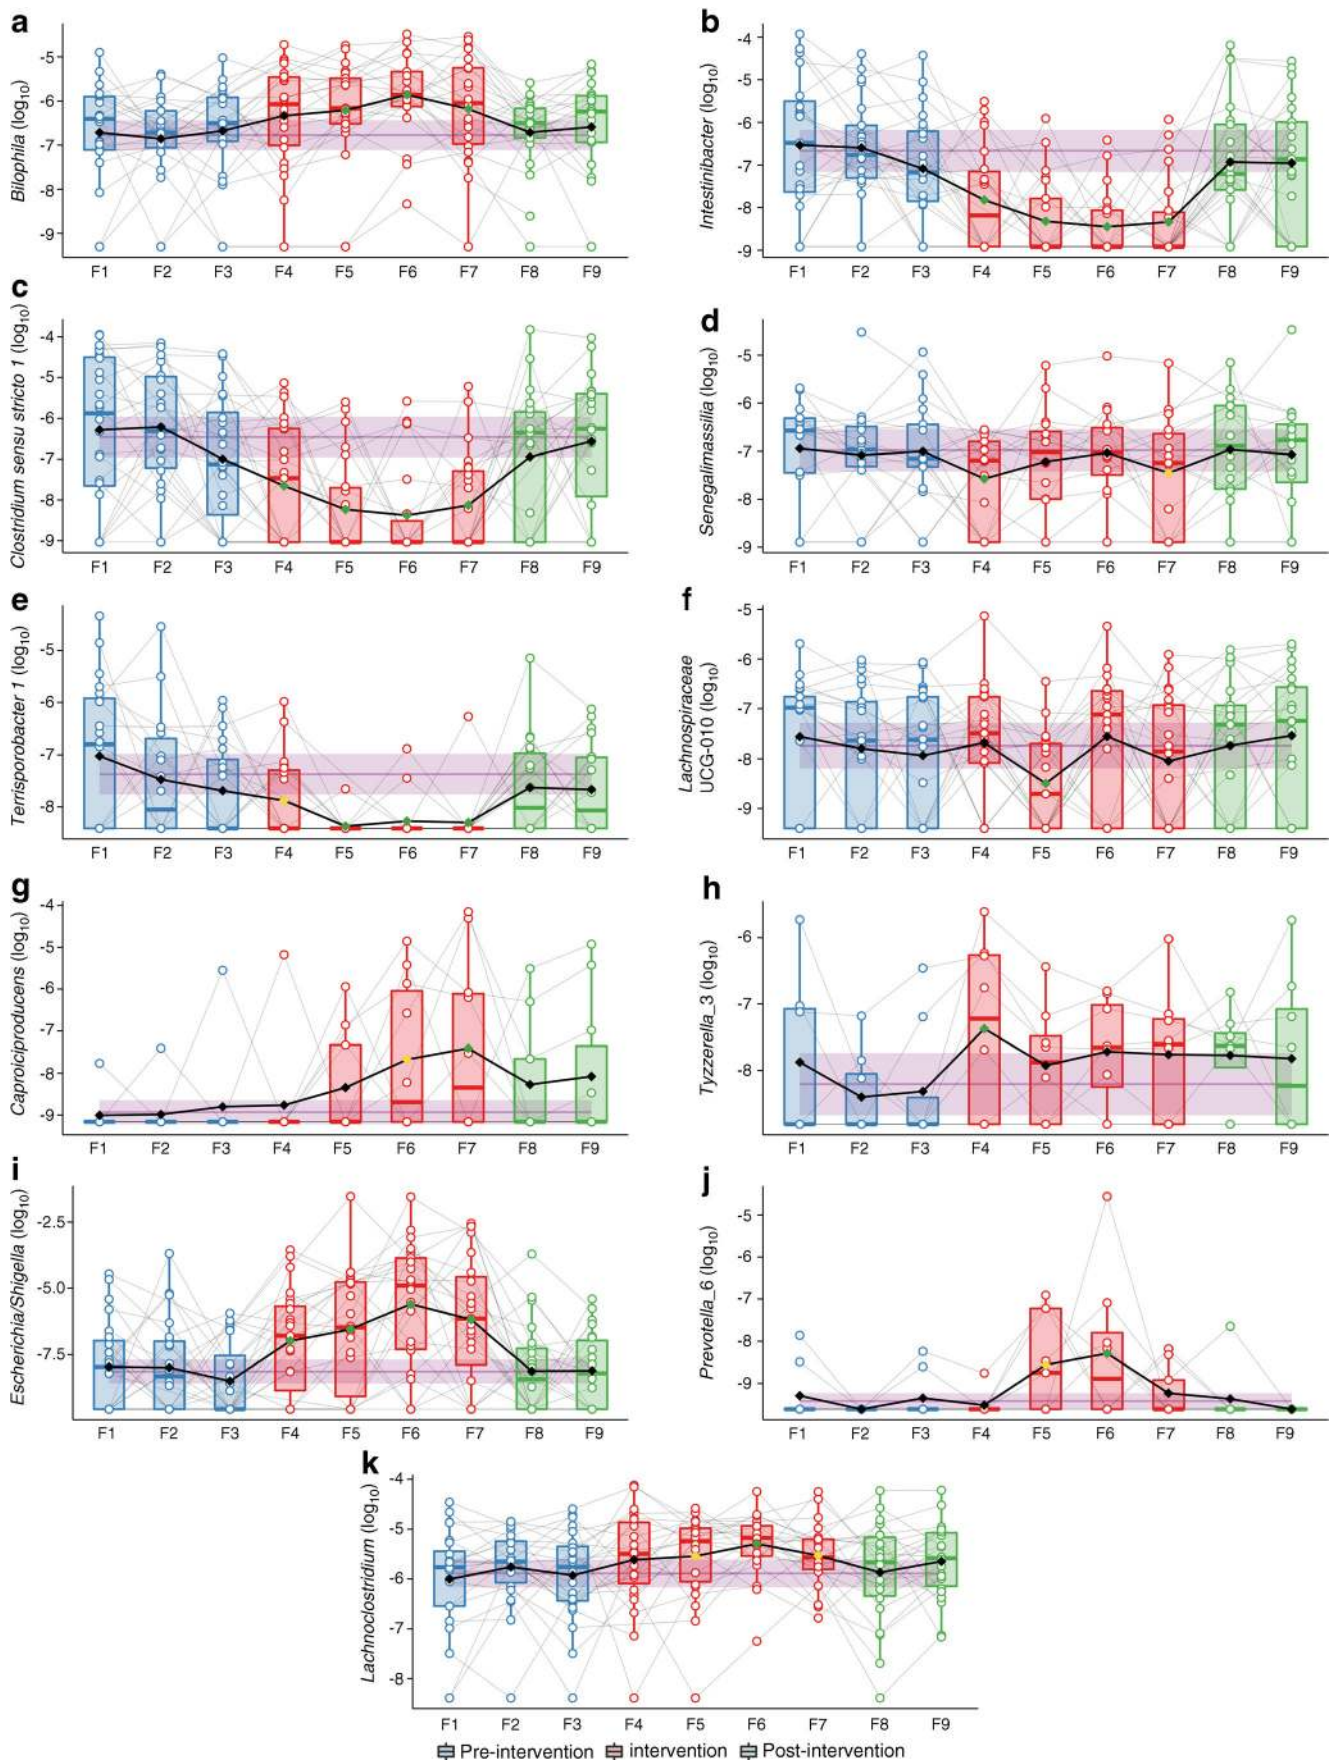 a
Bilophila (log10)
-5
-6
-7
-8
-9
F1 F2 F3 F4 F5 F6 F7 F8 F9
b
Intestinibacter (log10)
-4
-6
-7
-8
-9
F1 F2 F3 F4 F5 F6 F7 F8 F9
c
Clostridium sensu stricto 1 (log10)
-4
-5
-6
-7
-8
-9
F1 F2 F3 F4 F5 F6 F7 F8 F9
d
Senegalimassilia (log10)
-5
-6
-7
-8
-9
F1 F2 F3 F4 F5 F6 F7 F8 F9
e
Terrisporobacter 1 (log10)
-5
-6
-7
-8
F1 F2 F3 F4 F5 F6 F7 F8 F9
f
Lachnospiraceae
UCG-010 (log10)
-5
-6
-7
-8
-9
F1 F2 F3 F4 F5 F6 F7 F8 F9
g
Caproiciproducens (log10)
-4
-5
-6
-7
-8
-9
F1 F2 F3 F4 F5 F6 F7 F8 F9
h
Tyzzerella_3 (log10)
-6
-7
-8
F1 F2 F3 F4 F5 F6 F7 F8 F9
i
Escherichia/Shigella (log10)
-2.5
-5.0
-7.5
F1 F2 F3 F4 F5 F6 F7 F8 F9
j
Prevotella_6 (log10)
-5
-6
-7
-8
-9
F1 F2 F3 F4 F5 F6 F7 F8 F9
k
Lachnoclostridium (log10)
-4
-5
-6
-7
-8
F1 F2 F3 F4 F5 F6 F7 F8 F9
Pre-intervention intervention Post-intervention